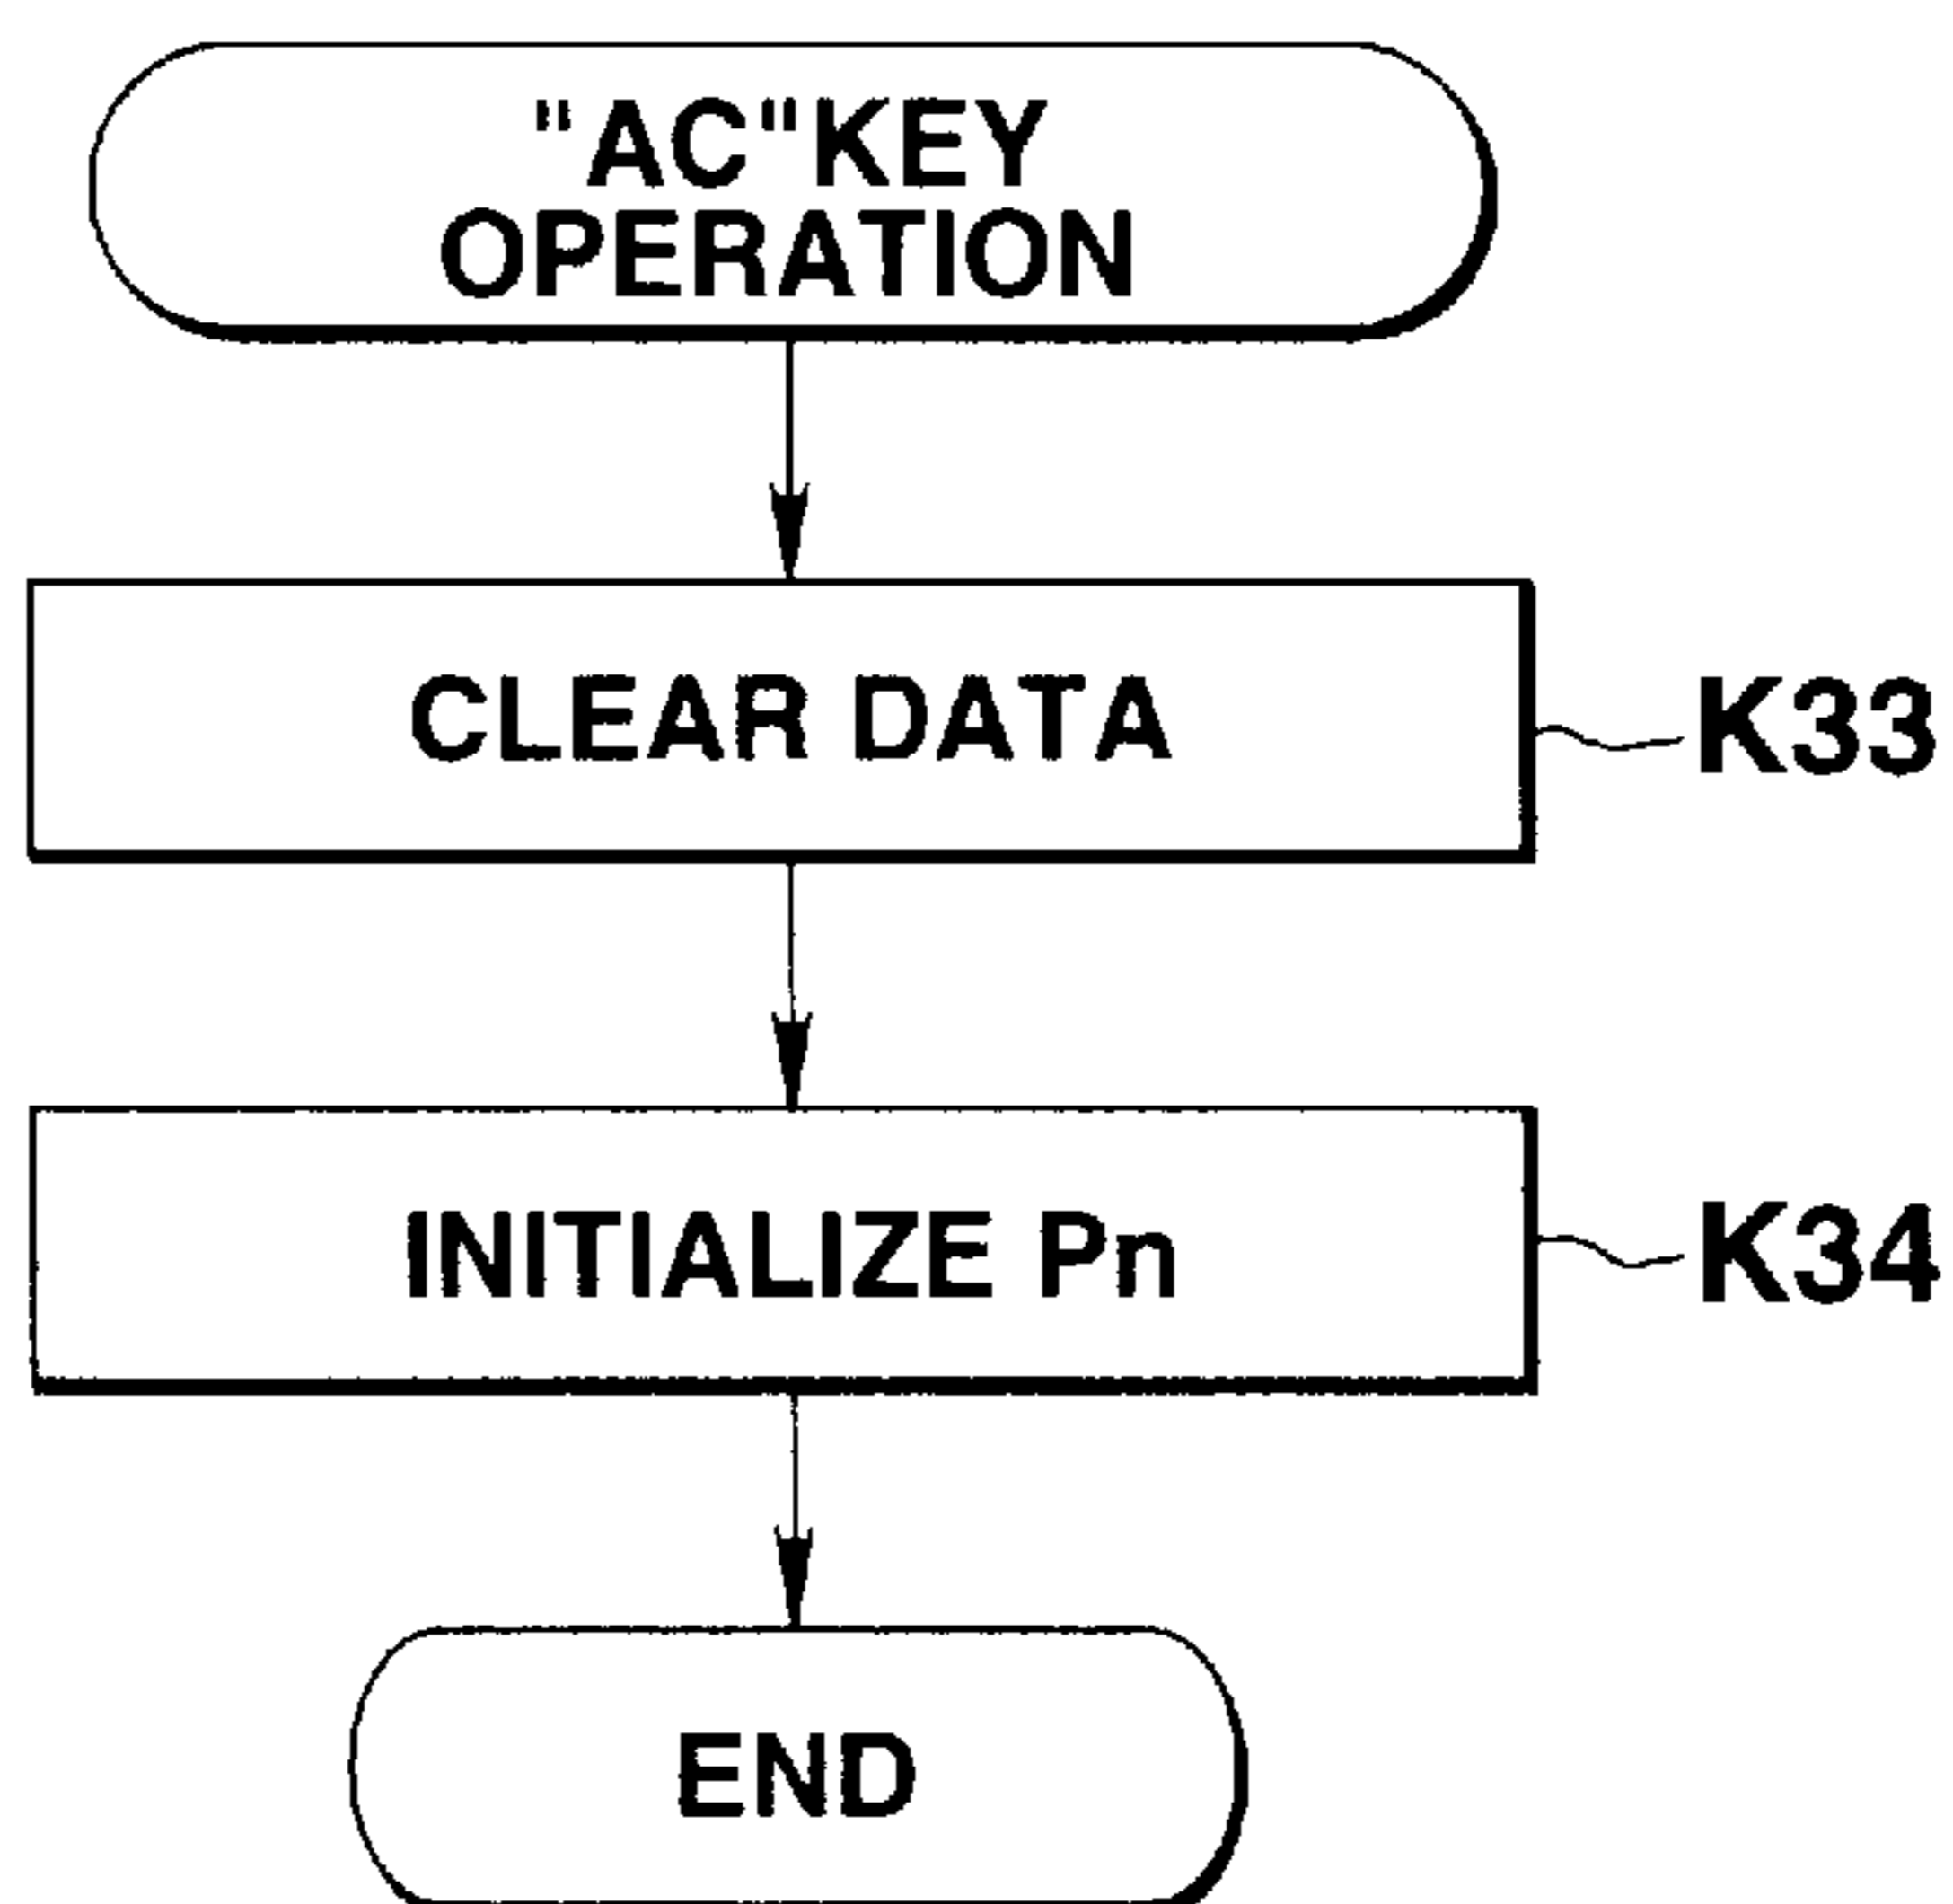 "AC"KEY
OPERATION
CLEAR DATA
K33
INITIALIZE Pn
K34
END